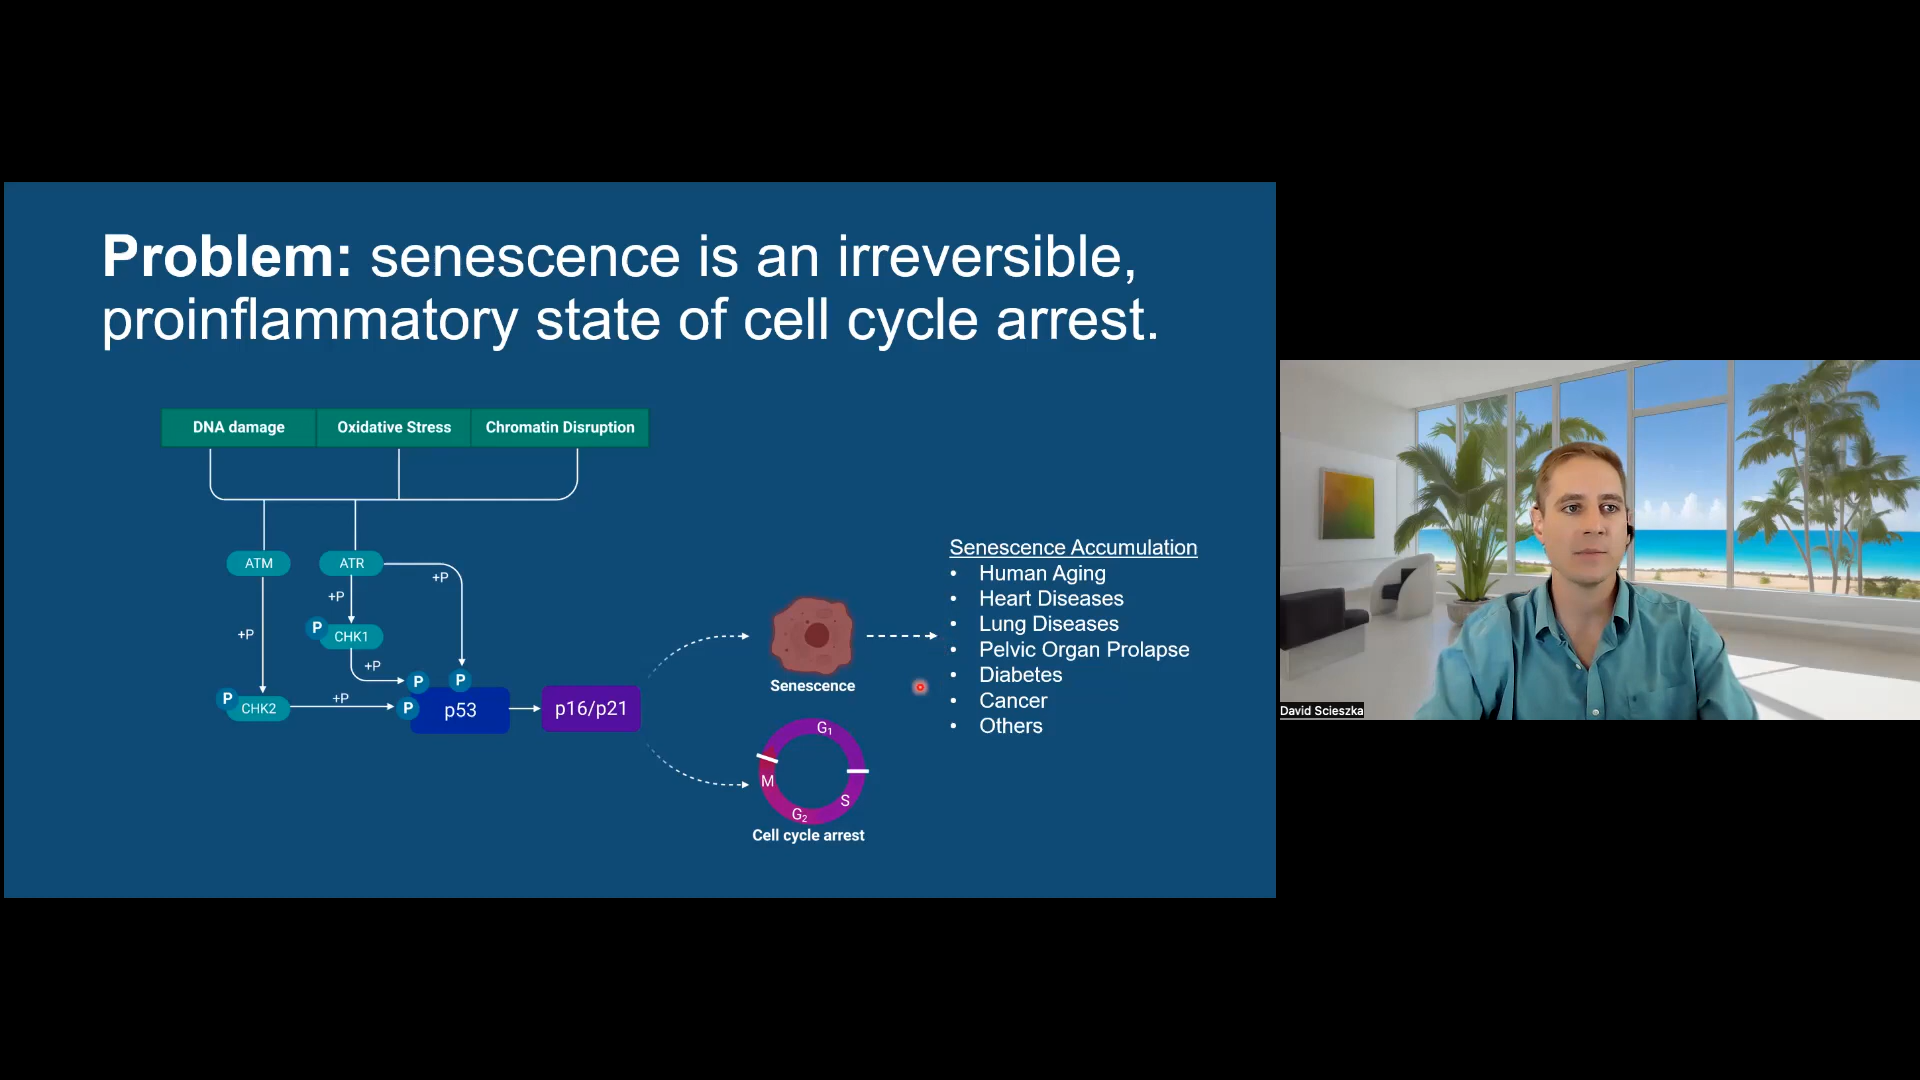 Problem: senescence is an irreversible,
proinflammatory state of cell cycle arrest.
DNA damage
Oxidative Stress
Chromatin Disruption
ATM
ATR
+P
+P
+P
P
CHK1
+P
P
CHK2
+P
P
P
P
p53
p16/p21
Senescence
G1
M
S
G2
Cell cycle arrest
Senescence Accumulation
• Human Aging
• Heart Diseases
• Lung Diseases
• Pelvic Organ Prolapse
• Diabetes
• Cancer
• Others
David Scieszka